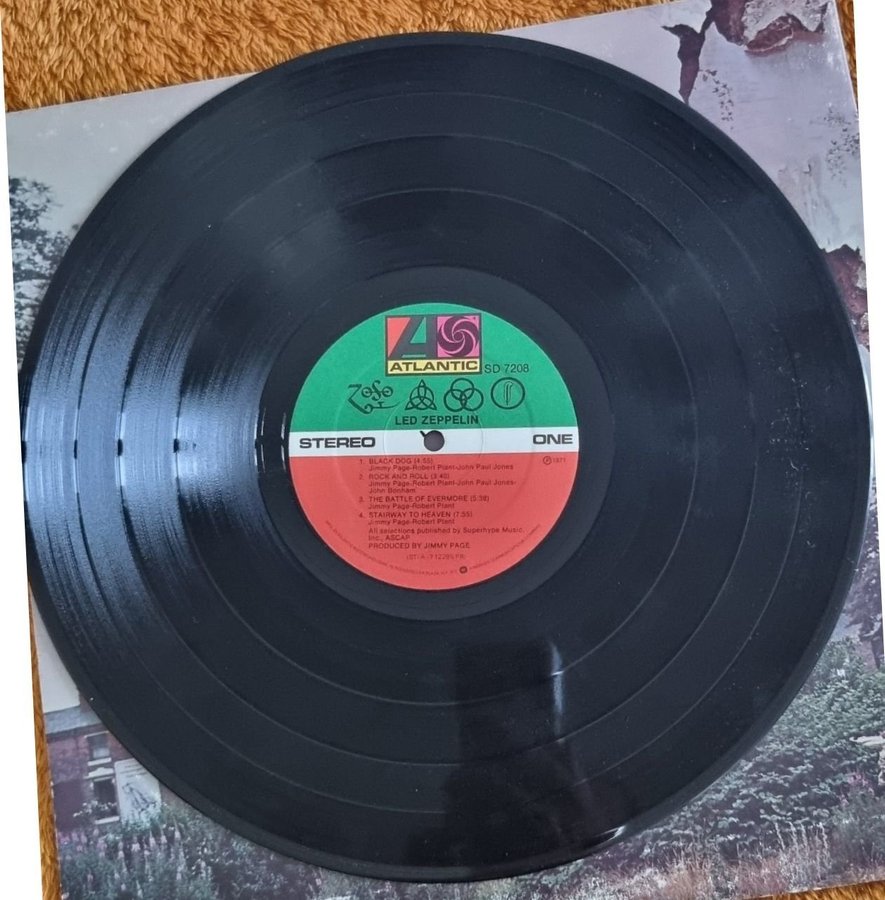 ATLANTIC
SD 7208
ZoSo
LED ZEPPELIN
STEREO
ONE
1. BLACK DOG (4:55)
Jimmy Page-Robert Plant-John Paul Jones
2. ROCK AND ROLL (3:40)
Jimmy Page-Robert Plant-John Paul Jones-
John Bonham
3. THE BATTLE OF EVERMORE (5:38)
Jimmy Page-Robert Plant
4. STAIRWAY TO HEAVEN (7:55)
Jimmy Page-Robert Plant
All selections published by Superhype Music,
Inc., ASCAP
PRODUCED BY JIMMY PAGE
℗ 1971